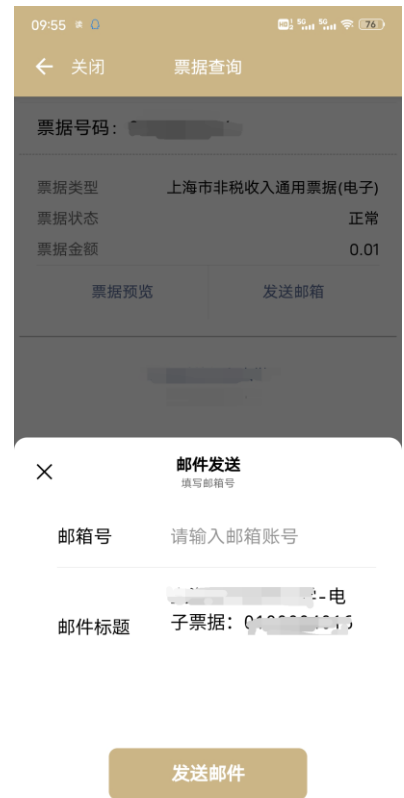 09:55
HD 5G 5G 76
关闭 票据查询
票据号码:
票据类型 上海市非税收入通用票据(电子)
票据状态 正常
票据金额 0.01
票据预览 发送邮箱
邮件发送
填写邮箱号
邮箱号 请输入邮箱账号
-电
邮件标题 子票据:
发送邮件